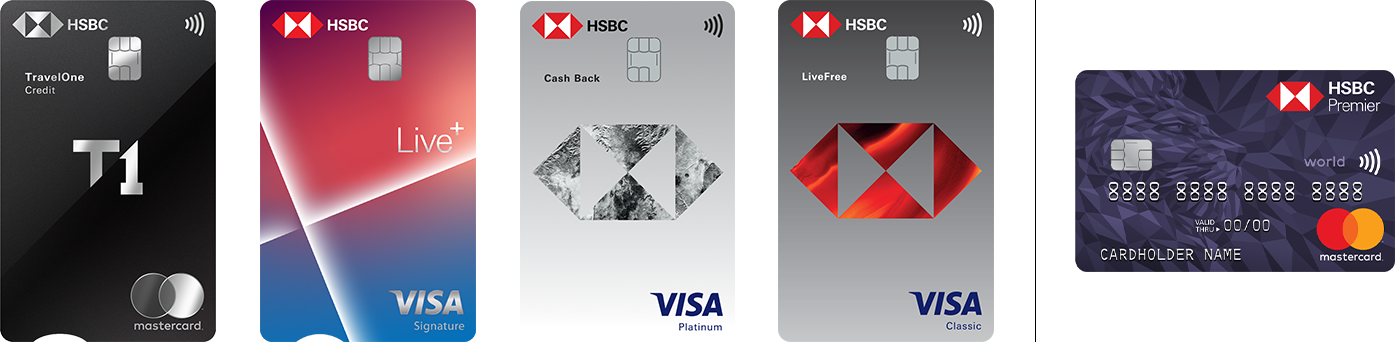 HSBC
TravelOne
Credit
T1
mastercard.
HSBC
Live+
VISA
Signature
HSBC
Cash Back
VISA
Platinum
HSBC
LiveFree
VISA
Classic
HSBC
Premier
world
8888 8888 8888 8888
VALID
THRU 00/00
CARDHOLDER NAME
mastercard.